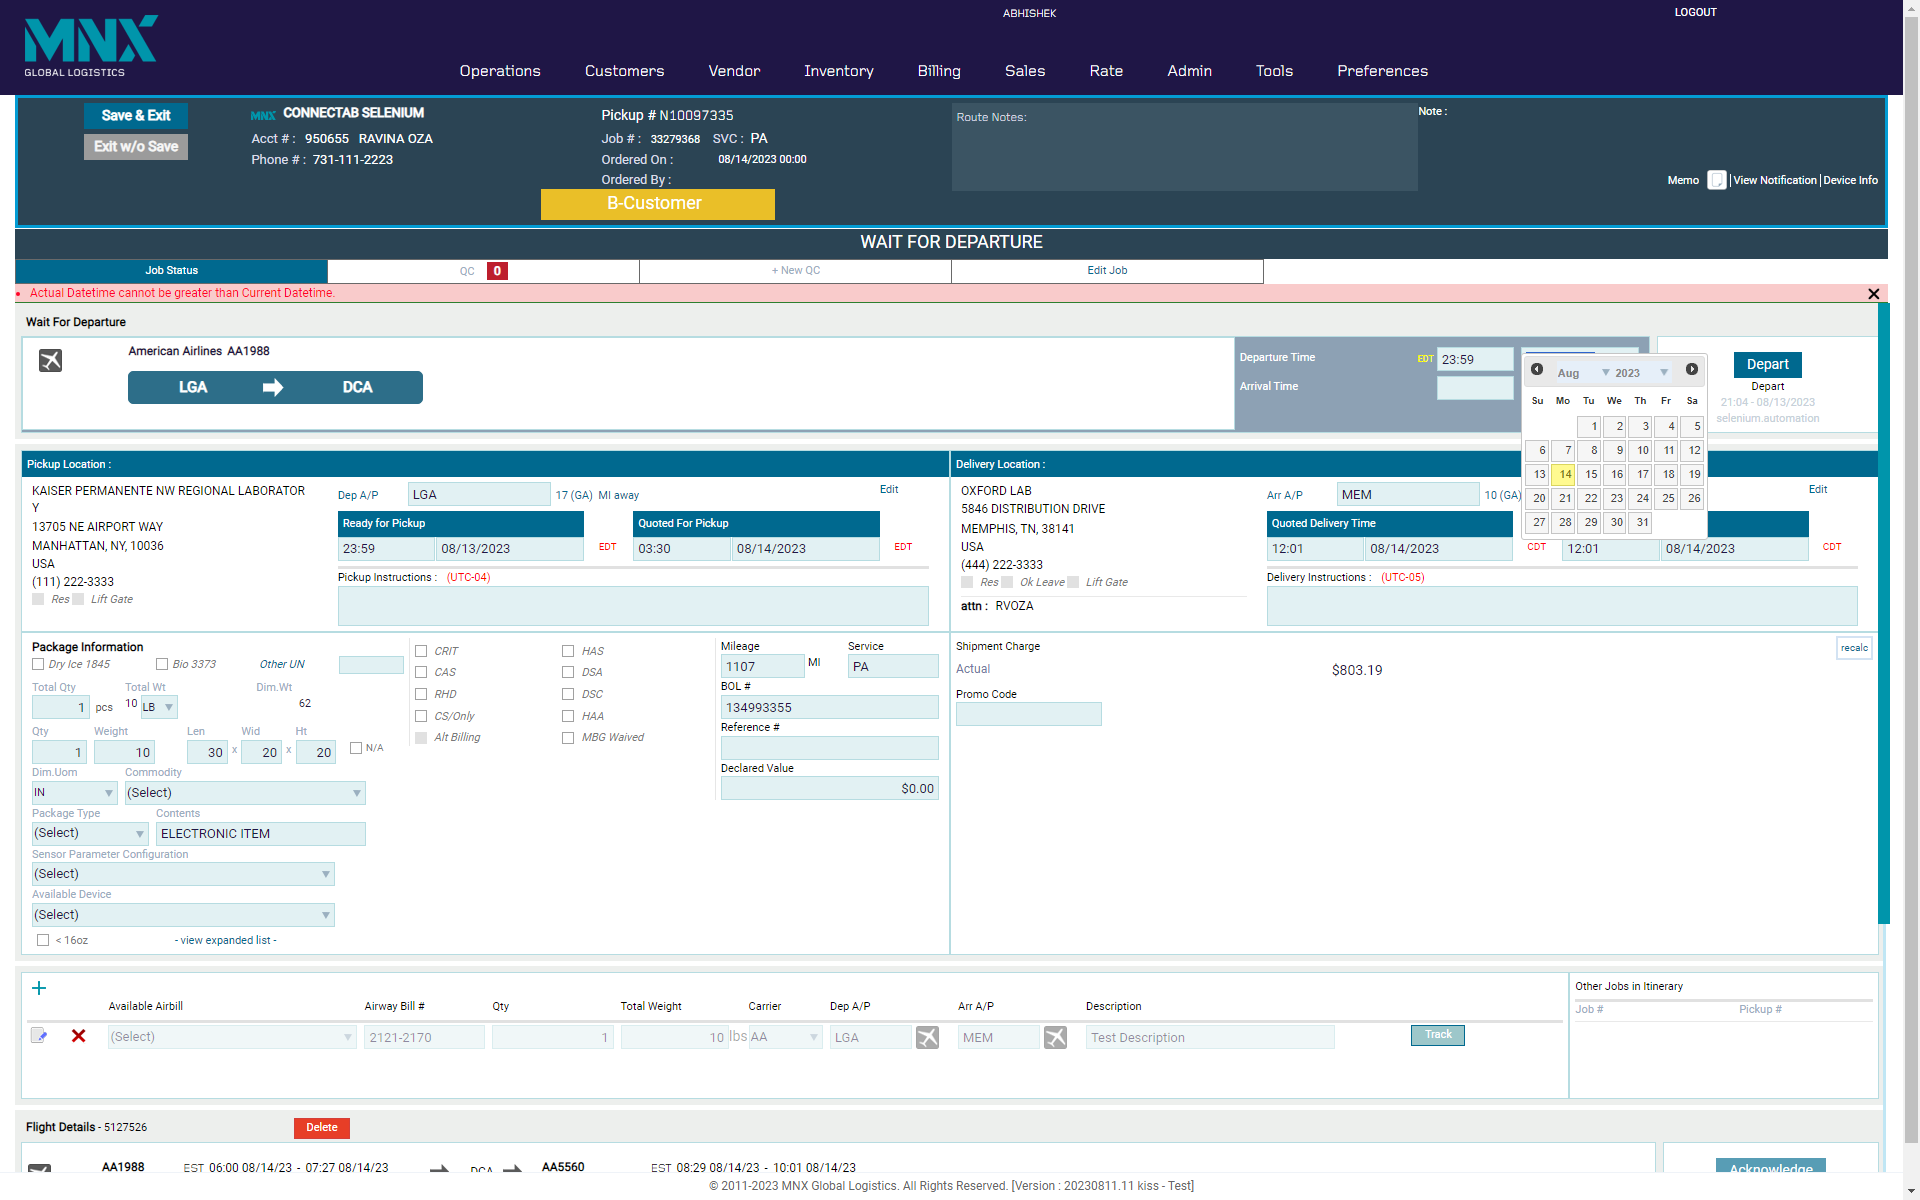 MNX
GLOBAL LOGISTICS
ABHISHEK
LOGOUT
Operations
Customers
Vendor
Inventory
Billing
Sales
Rate
Admin
Tools
Preferences
Save & Exit
Exit w/o Save
MNX CONNECTAB SELENIUM
Acct # : 950655 RAVINA OZA
Phone # : 731-111-2223
Pickup # N10097335
Job # : 33279368 SVC : PA
Ordered On : 08/14/2023 00:00
Ordered By :
B-Customer
Route Notes:
Note :
Memo
View Notification
Device Info
WAIT FOR DEPARTURE
Job Status
QC 0
+ New QC
Edit Job
Actual Datetime cannot be greater than Current Datetime.
Wait For Departure
American Airlines AA1988
LGA DCA
Departure Time EDT 23:59
Arrival Time
Aug 2023
Su Mo Tu We Th Fr Sa
1 2 3 4 5
6 7 8 9 10 11 12
13 14 15 16 17 18 19
20 21 22 23 24 25 26
27 28 29 30 31
Depart
Depart
21:04 - 08/13/2023
selenium.automation
Pickup Location :
KAISER PERMANENTE NW REGIONAL LABORATOR
Y
13705 NE AIRPORT WAY
MANHATTAN, NY, 10036
USA
(111) 222-3333
Res Lift Gate
Dep A/P LGA 17 (GA) MI away
Edit
Ready for Pickup
23:59 08/13/2023 EDT
Quoted For Pickup
03:30 08/14/2023 EDT
Pickup Instructions : (UTC-04)
Delivery Location :
OXFORD LAB
5846 DISTRIBUTION DRIVE
MEMPHIS, TN, 38141
USA
(444) 222-3333
Res Ok Leave Lift Gate
attn : RVOZA
Arr A/P MEM 10 (GA)
Edit
Quoted Delivery Time
12:01 08/14/2023 CDT
12:01 08/14/2023 CDT
Delivery Instructions : (UTC-05)
Package Information
Dry Ice 1845 Bio 3373 Other UN
Total Qty Total Wt Dim.Wt
1 pcs 10 LB 62
Qty Weight Len Wid Ht
1 10 30 x 20 x 20 N/A
Dim.Uom Commodity
IN (Select)
Package Type Contents
(Select) ELECTRONIC ITEM
Sensor Parameter Configuration
(Select)
Available Device
(Select)
< 16oz - view expanded list -
CRIT HAS
CAS DSA
RHD DSC
CS/Only HAA
Alt Billing MBG Waived
Mileage Service
1107 MI PA
BOL #
134993355
Reference #
Declared Value
$0.00
Shipment Charge
recalc
Actual $803.19
Promo Code
Available Airbill Airway Bill # Qty Total Weight Carrier Dep A/P Arr A/P Description
(Select) 2121-2170 1 10 lbs AA LGA MEM Test Description Track
Other Jobs in Itinerary
Job # Pickup #
Flight Details - 5127526 Delete
AA1988 EST 06:00 08/14/23 - 07:27 08/14/23 DCA AA5560 EST 08:29 08/14/23 - 10:01 08/14/23
Acknowledge
© 2011-2023 MNX Global Logistics. All Rights Reserved. [Version : 20230811.11 kiss - Test]